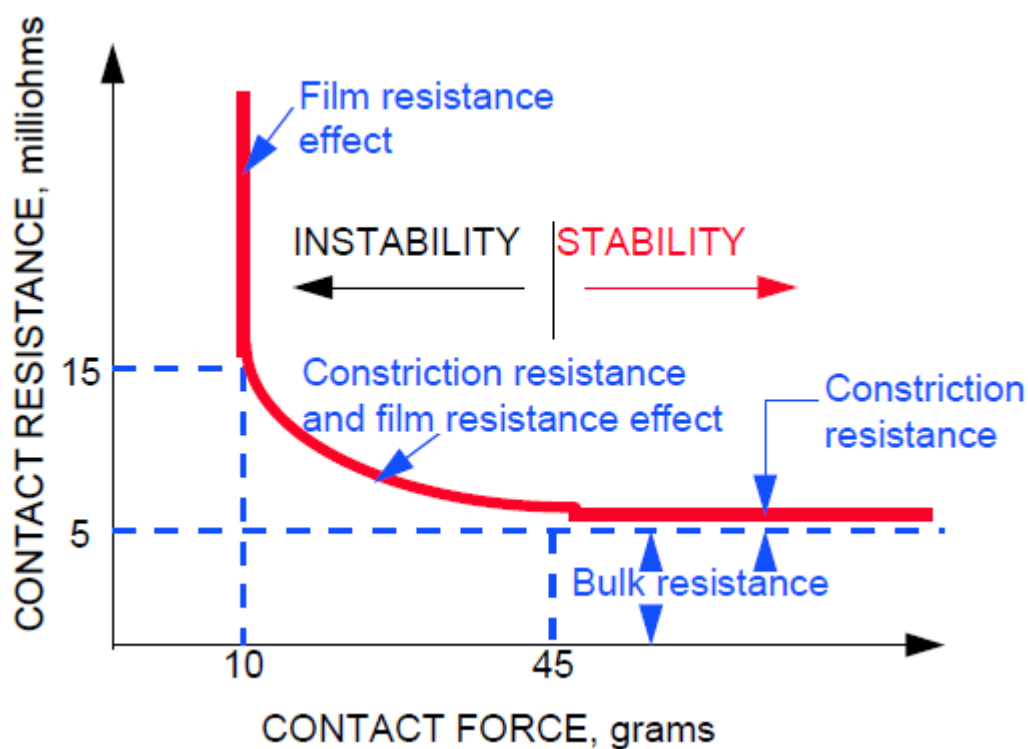 CONTACT RESISTANCE, milliohms
Film resistance
effect
INSTABILITY
STABILITY
15
Constriction resistance
and film resistance effect
Constriction
resistance
5
Bulk resistance
10
45
CONTACT FORCE, grams